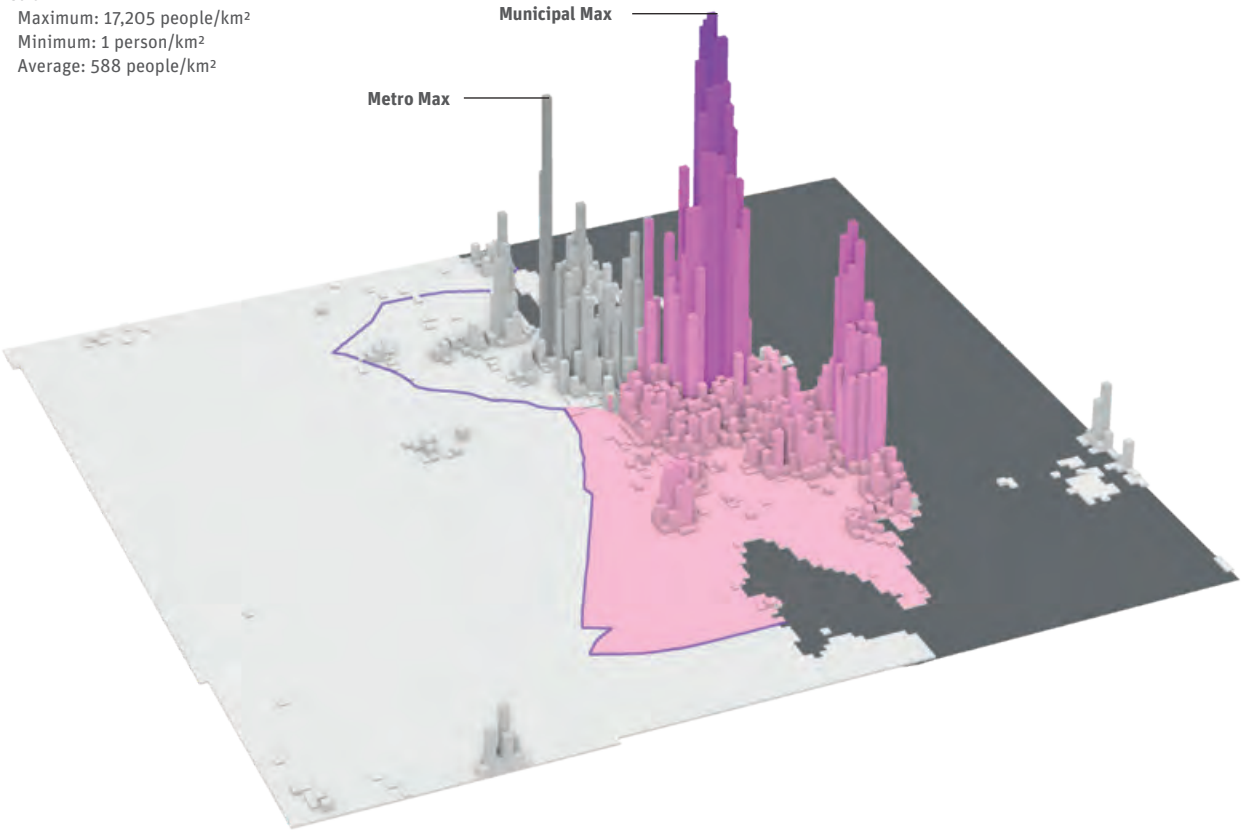 Maximum: 17,205 people/km²
Minimum: 1 person/km²
Average: 588 people/km²
Municipal Max
Metro Max